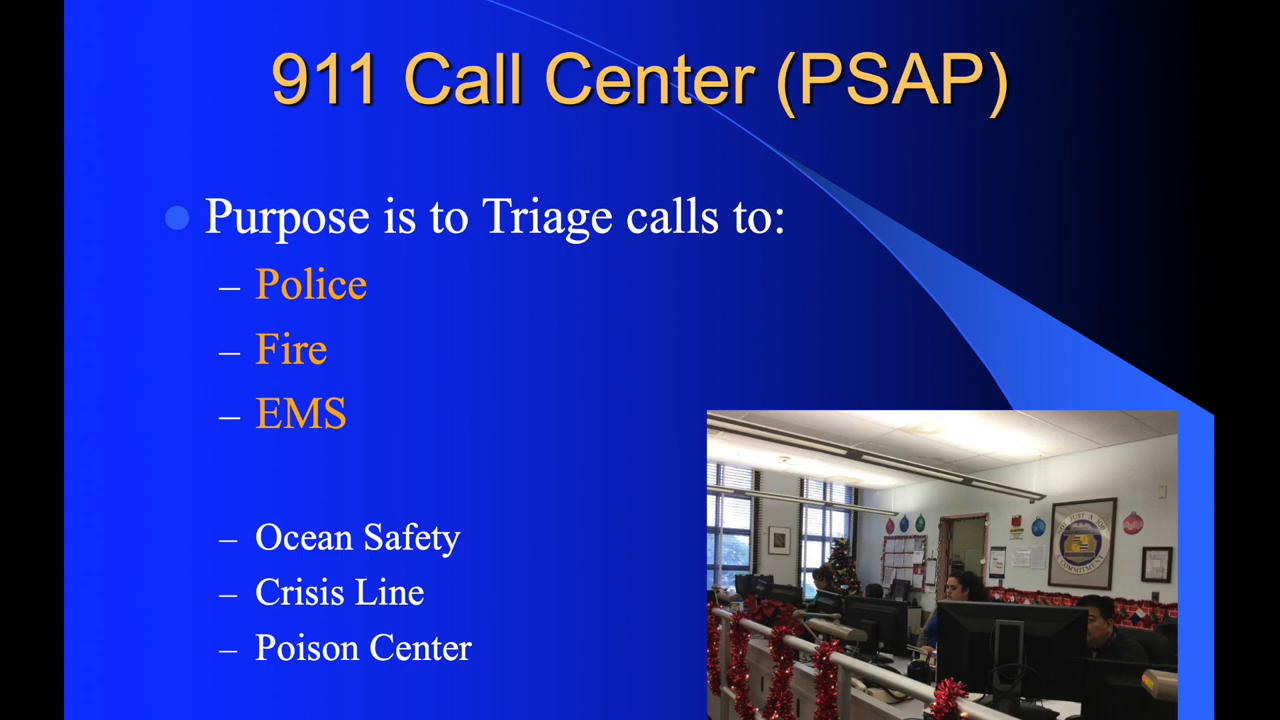 911 Call Center (PSAP)
Purpose is to Triage calls to:
– Police
– Fire
– EMS
– Ocean Safety
– Crisis Line
– Poison Center
A COMMITMENT